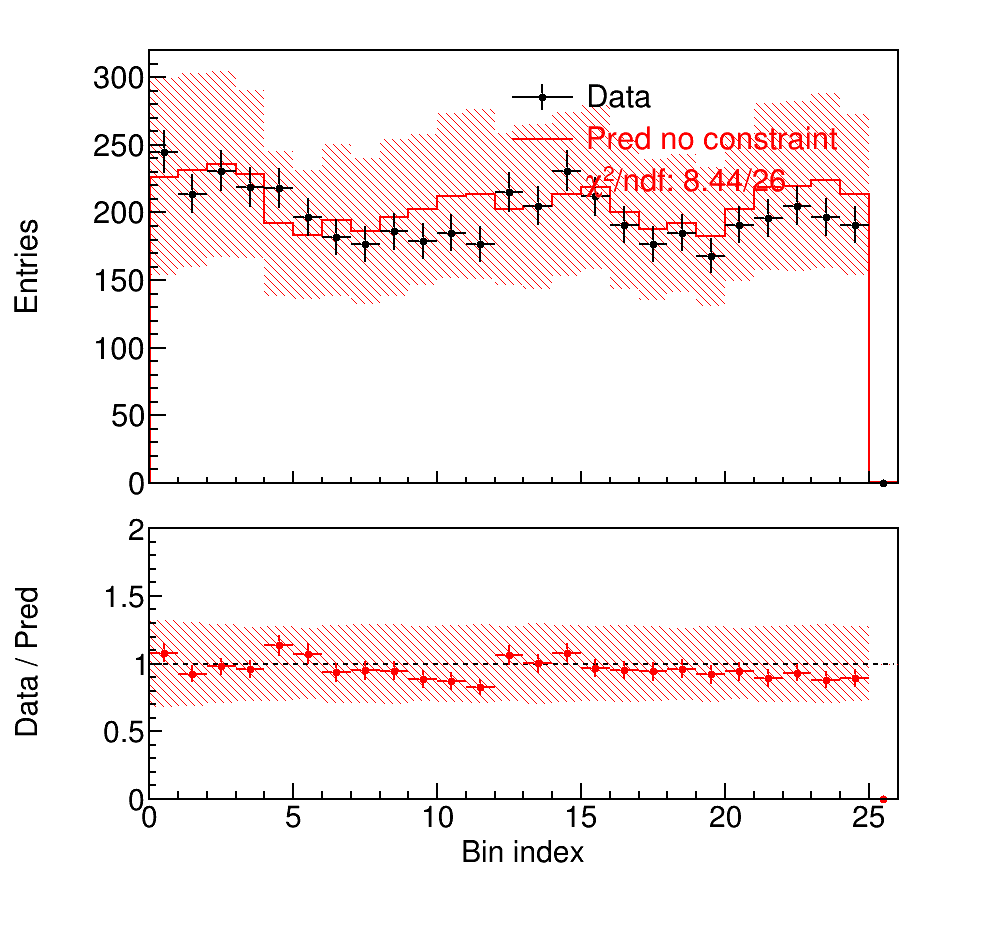 300
250
200
150
100
50
0
Entries
Data
Pred no constraint
χ²/ndf: 8.44/26
2
1.5
1
0.5
0
Data / Pred
0 5 10 15 20 25
Bin index